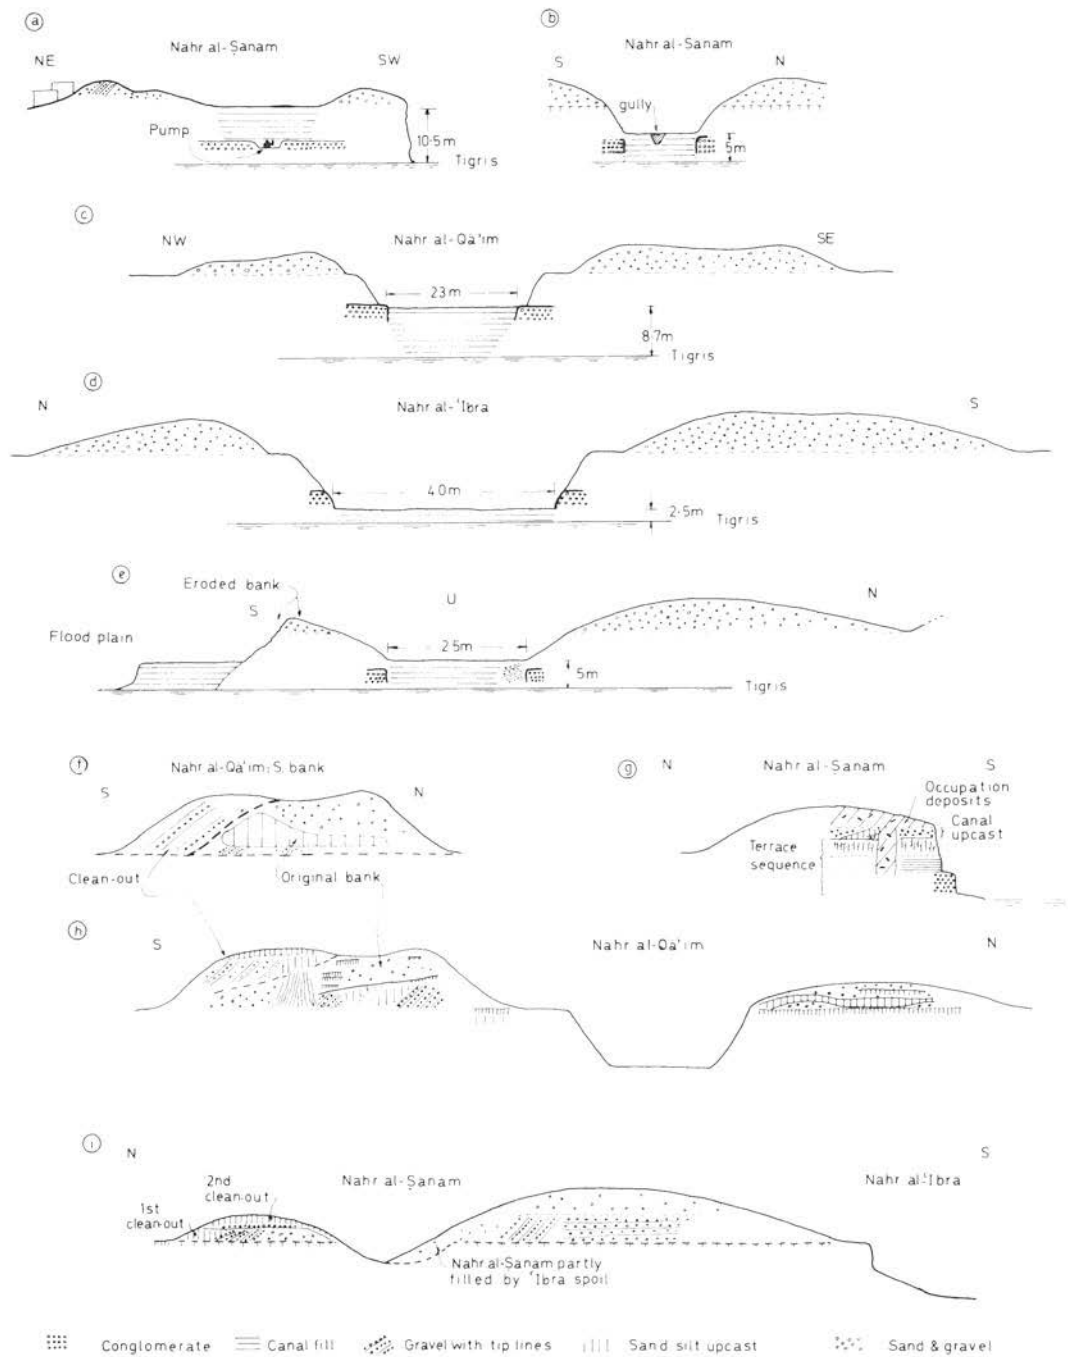 a
Nahr al-Ṣanam
NE
SW
Pump
10·5m
Tigris
b
Nahr al-Sanam
S
N
gully
5m
c
NW
Nahr al-Qā'im
SE
23m
8·7m
Tigris
d
N
Nahr al-'Ibra
S
40m
2·5m
Tigris
e
Eroded bank
S
U
N
Flood plain
25m
5m
Tigris
f
Nahr al-Qa'im; S. bank
S
N
Clean-out
Original bank
g
N
Nahr al-Ṣanam
S
Occupation
deposits
Canal
upcast
Terrace
sequence
h
S
Nahr al-Qā'im
N
i
N
S
2nd
clean-out
1st
clean-out
Nahr al-Ṣanam
Nahr al-'Ibra
Nahr al-Ṣanam partly
filled by 'Ibra spoil
Conglomerate
Canal fill
Gravel with tip lines
Sand silt upcast
Sand & gravel